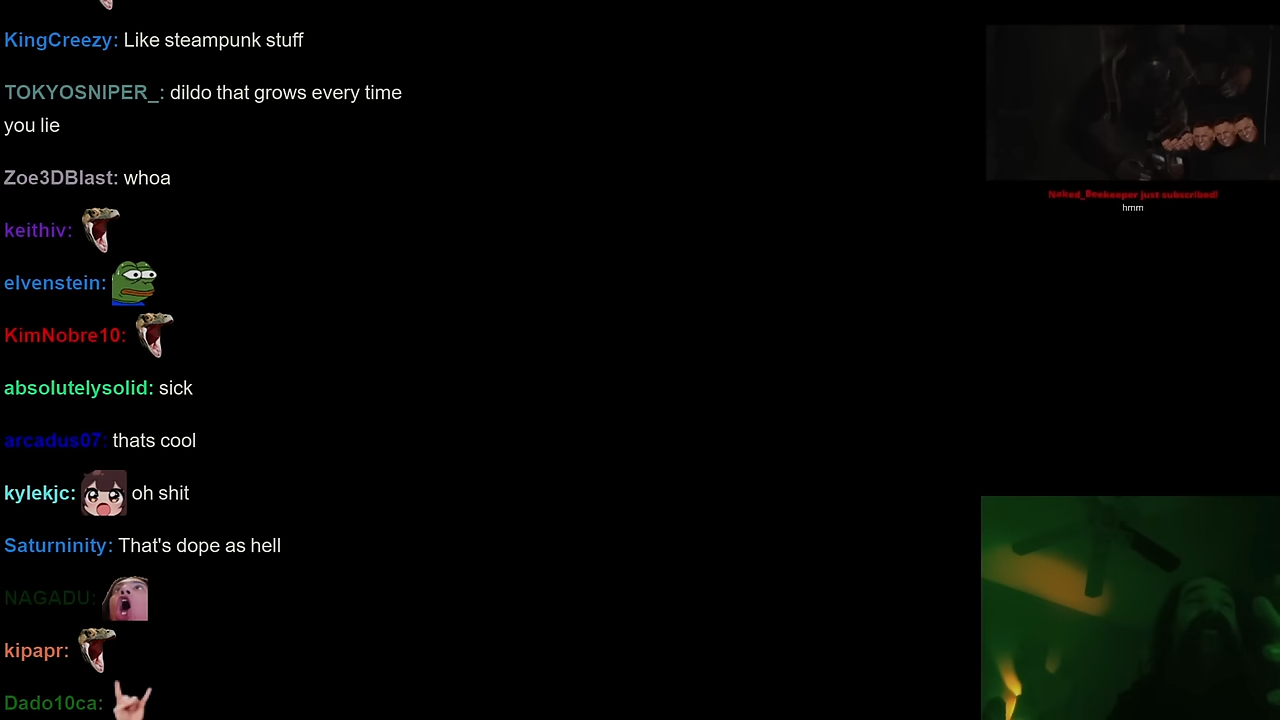 KingCreezy: Like steampunk stuff
TOKYOSNIPER_: dildo that grows every time
you lie
Zoe3DBlast: whoa
keithiv:
elvenstein:
KimNobre10:
absolutelysolid: sick
arcadus07: thats cool
kylekjc: oh shit
Saturninity: That's dope as hell
NAGADU:
kipapr:
Dado10ca:
Naked_Beekeeper just subscribed!
hmm